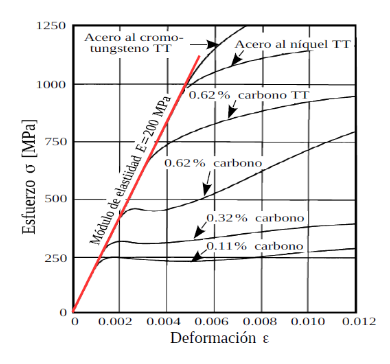 1250
Acero al cromo-
tungsteno TT
Acero al níquel TT
1000
0.62% carbono TT
Módulo de elastiidad E=200 MPa
750
0.62% carbono
Esfuerzo σ [MPa]
500
0.32% carbono
0.11% carbono
250
0
0 0.002 0.004 0.006 0.008 0.010 0.012
Deformación ε